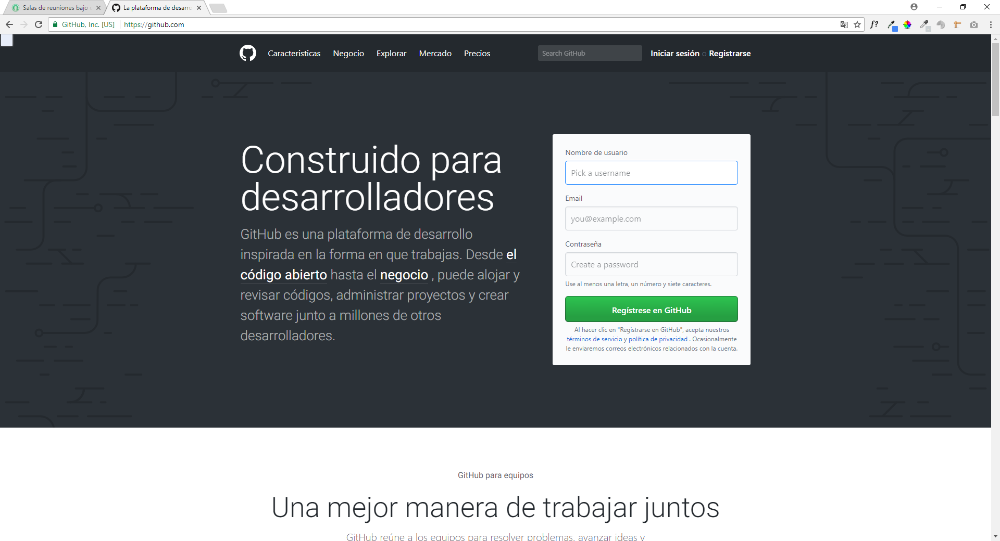 Salas de reuniones bajo
La plataforma de desarro
GitHub, Inc. [US]
https://github.com
f?
Caracteristicas
Negocio
Explorar
Mercado
Precios
Search GitHub
Iniciar sesión o Registrarse
Construido para
desarrolladores
GitHub es una plataforma de desarrollo
inspirada en la forma en que trabajas. Desde el
código abierto hasta el negocio , puede alojar y
revisar códigos, administrar proyectos y crear
software junto a millones de otros
desarrolladores.
Nombre de usuario
Pick a username
Email
you@example.com
Contraseña
Create a password
Use al menos una letra, un número y siete caracteres.
Regístrese en GitHub
Al hacer clic en "Registrarse en GitHub", acepta nuestros
términos de servicio y política de privacidad . Ocasionalmente
le enviaremos correos electrónicos relacionados con la cuenta.
GitHub para equipos
Una mejor manera de trabajar juntos
GitHub reúne a los equipos para resolver problemas, avanzar ideas y